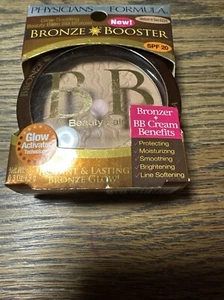 PHYSICIANS FORMULA
New!
BRONZE BOOSTER
SPF 20
BB
Beauty Balm
Bronzer +
BB Cream
Benefits
Glow
Activator
Technology
• Protecting
• Moisturizing
• Smoothing
• Brightening
• Line Softening
& LASTING
BRONZE GLOW!